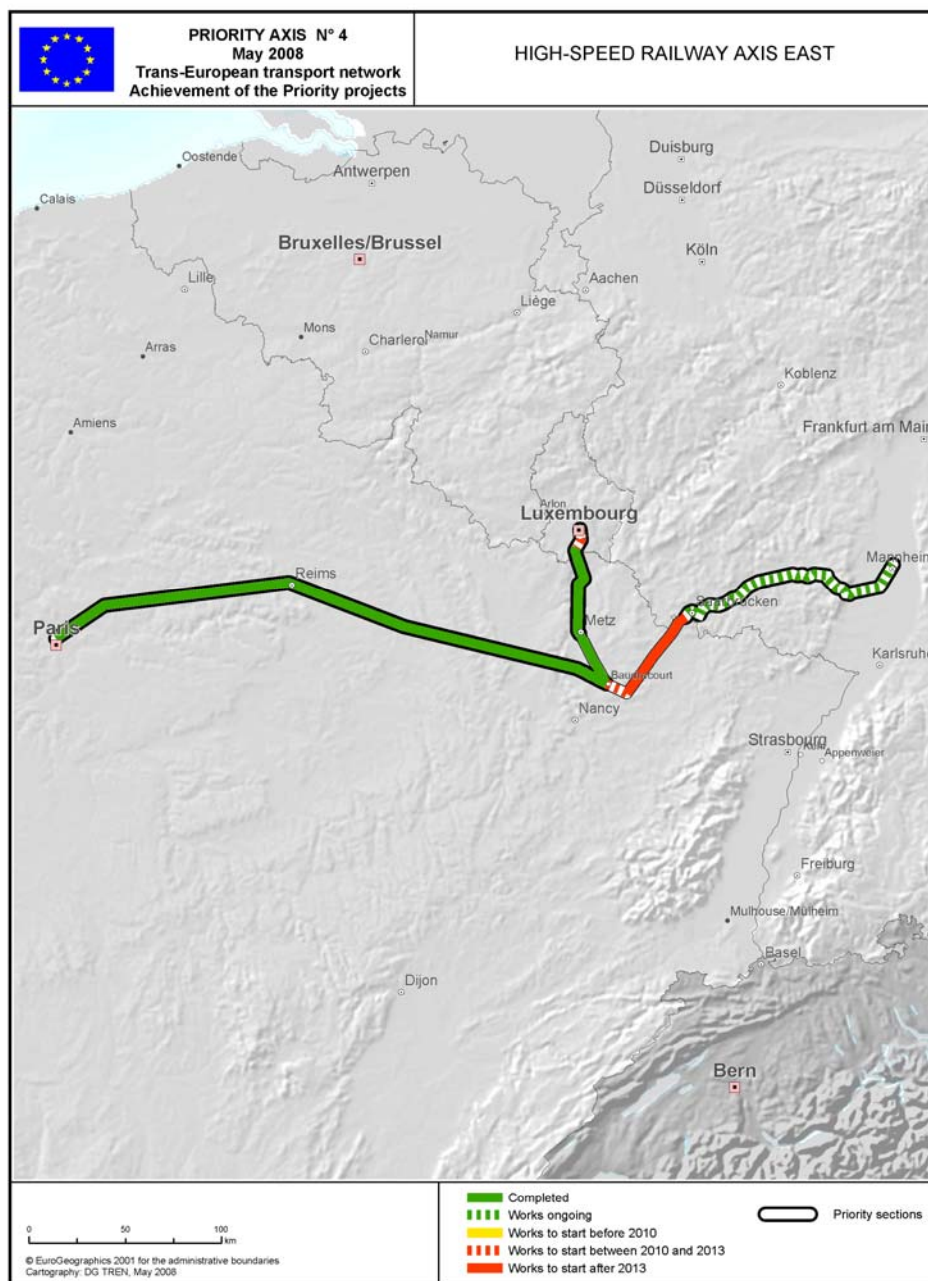 PRIORITY AXIS N° 4
May 2008
Trans-European transport network
Achievement of the Priority projects
HIGH-SPEED RAILWAY AXIS EAST
Duisburg
Oostende
Antwerpen
Düsseldorf
Calais
Bruxelles/Brussel
Köln
Lille
Aachen
Liège
Mons
Charleroi
Namur
Arras
Koblenz
Amiens
Frankfurt am Main
Arlon
Luxembourg
Mannheim
Reims
Saarbrücken
Paris
Metz
Karlsruhe
Baudrecourt
Nancy
Strasbourg
Kehl
Appenweier
Freiburg
Mulhouse/Mülheim
Basel
Dijon
Bern
0 50 100
km
© EuroGeographics 2001 for the administrative boundaries
Cartography: DG TREN, May 2008
Completed
Works ongoing
Works to start before 2010
Works to start between 2010 and 2013
Works to start after 2013
Priority sections